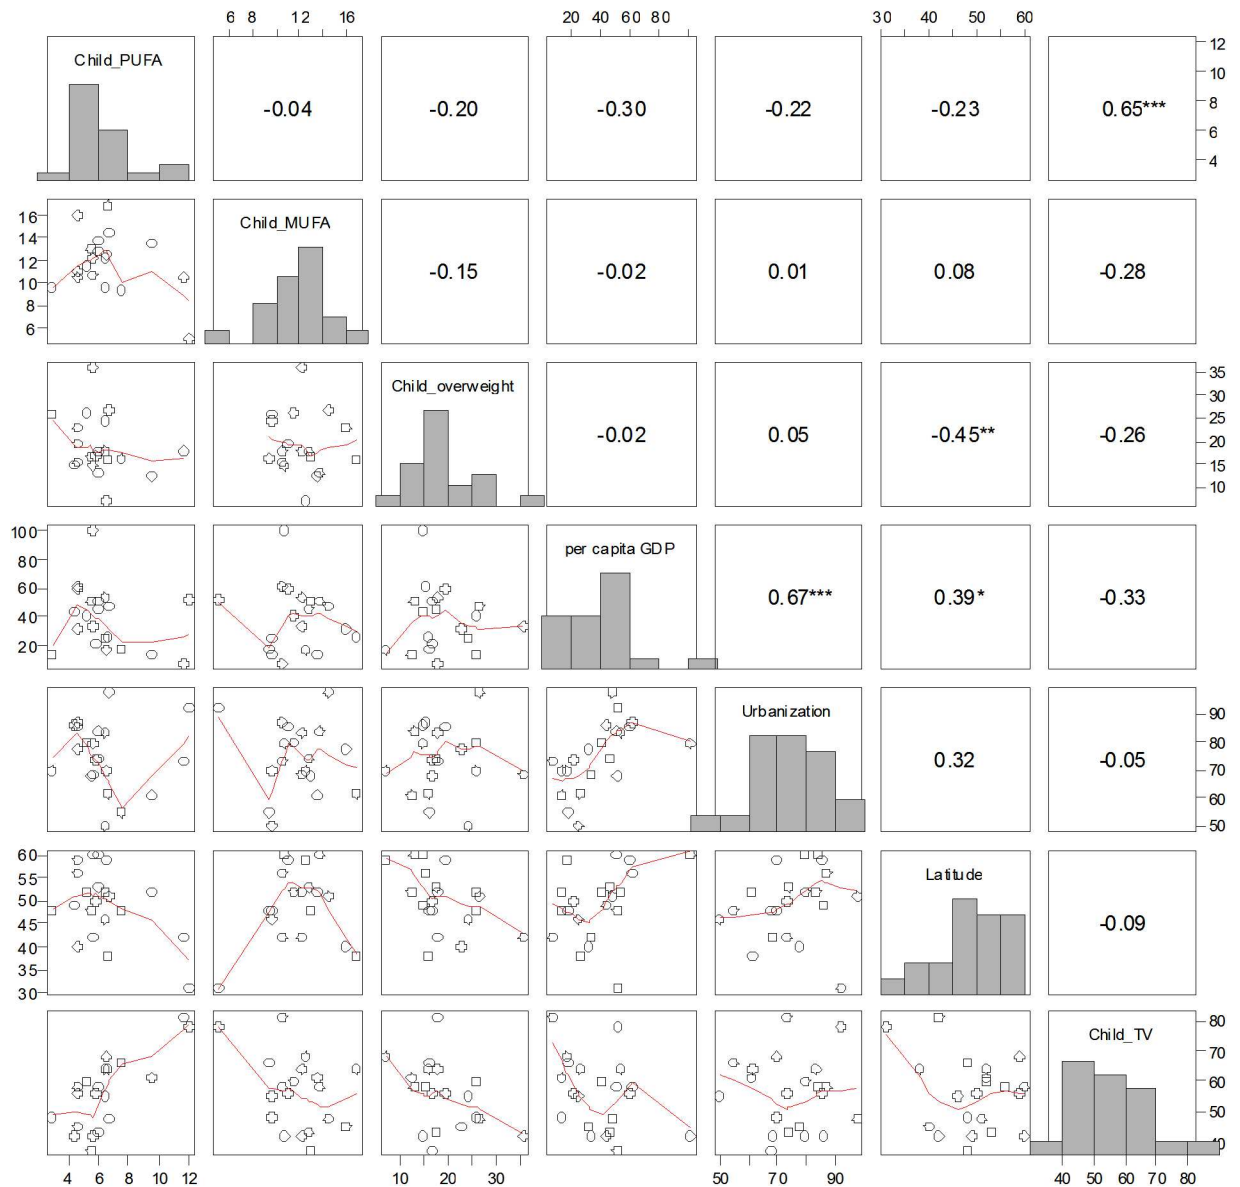 6 8 12 16 20 40 60 80 30 40 50 60
Child_PUFA -0.04 -0.20 -0.30 -0.22 -0.23 0.65*** 12 10 8 6 4
16 14 12 10 8 6 Child_MUFA -0.15 -0.02 0.01 0.08 -0.28
Child_overweight -0.02 0.05 -0.45** -0.26 35 30 25 20 15 10
100 80 60 40 20 per capita GDP 0.67*** 0.39* -0.33
Urbanization 0.32 -0.05 90 80 70 60 50
60 55 50 45 40 35 30 Latitude -0.09
Child_TV 80 70 60 50 40
4 6 8 10 12 10 20 30 50 60 70 80 90 40 50 60 70 80